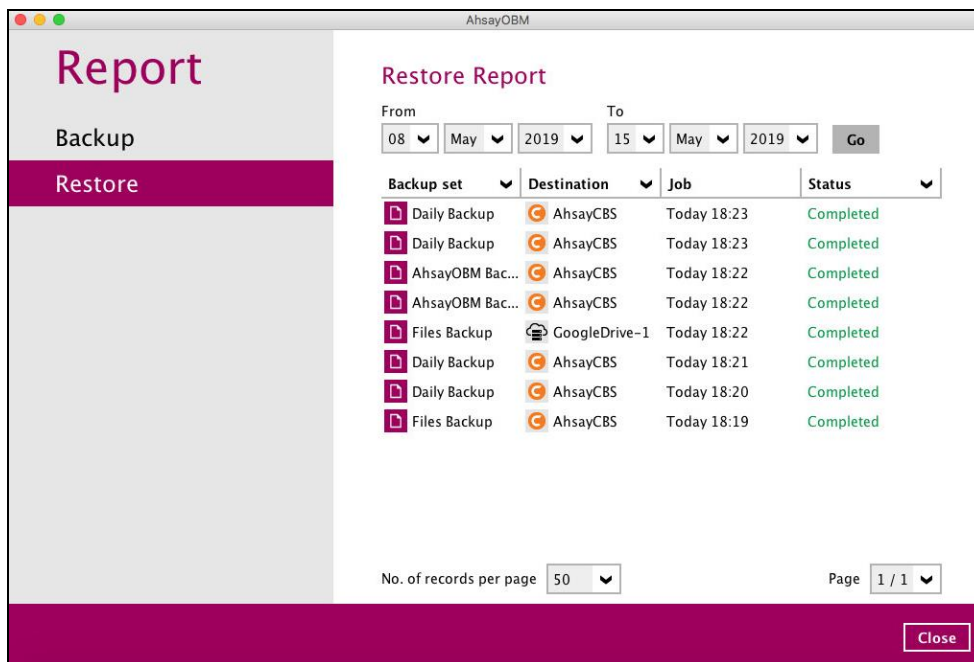 AhsayOBM
Report
Backup
Restore
Restore Report
From To
08 May 2019 15 May 2019 Go
Backup set Destination Job Status
Daily Backup AhsayCBS Today 18:23 Completed
Daily Backup AhsayCBS Today 18:23 Completed
AhsayOBM Bac... AhsayCBS Today 18:22 Completed
AhsayOBM Bac... AhsayCBS Today 18:22 Completed
Files Backup GoogleDrive-1 Today 18:22 Completed
Daily Backup AhsayCBS Today 18:21 Completed
Daily Backup AhsayCBS Today 18:20 Completed
Files Backup AhsayCBS Today 18:19 Completed
No. of records per page 50 Page 1 / 1
Close